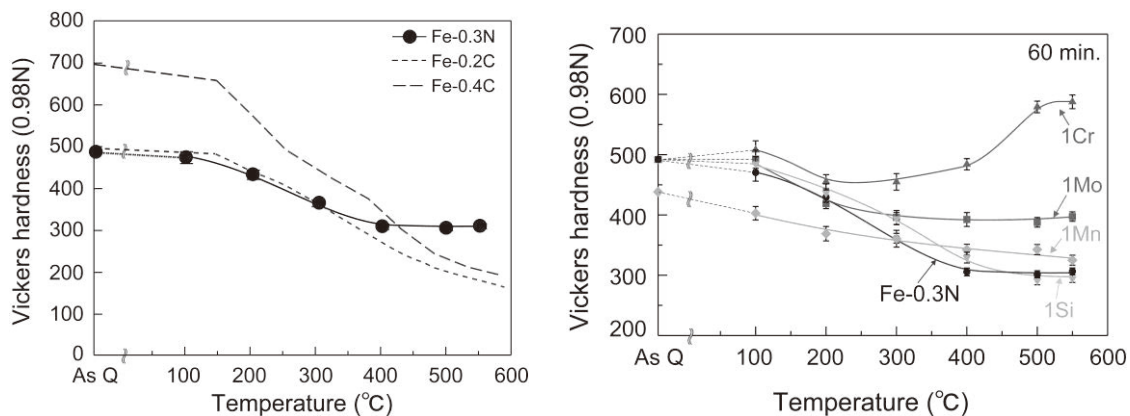 Vickers hardness (0.98N)
800
700
600
500
400
300
200
100
0
As Q 100 200 300 400 500 600
Temperature (℃)
Fe-0.3N
Fe-0.2C
Fe-0.4C
Vickers hardness (0.98N)
700
600
500
400
300
200
As Q 100 200 300 400 500 600
Temperature (℃)
60 min.
1Cr
1Mo
1Mn
Fe-0.3N
1Si